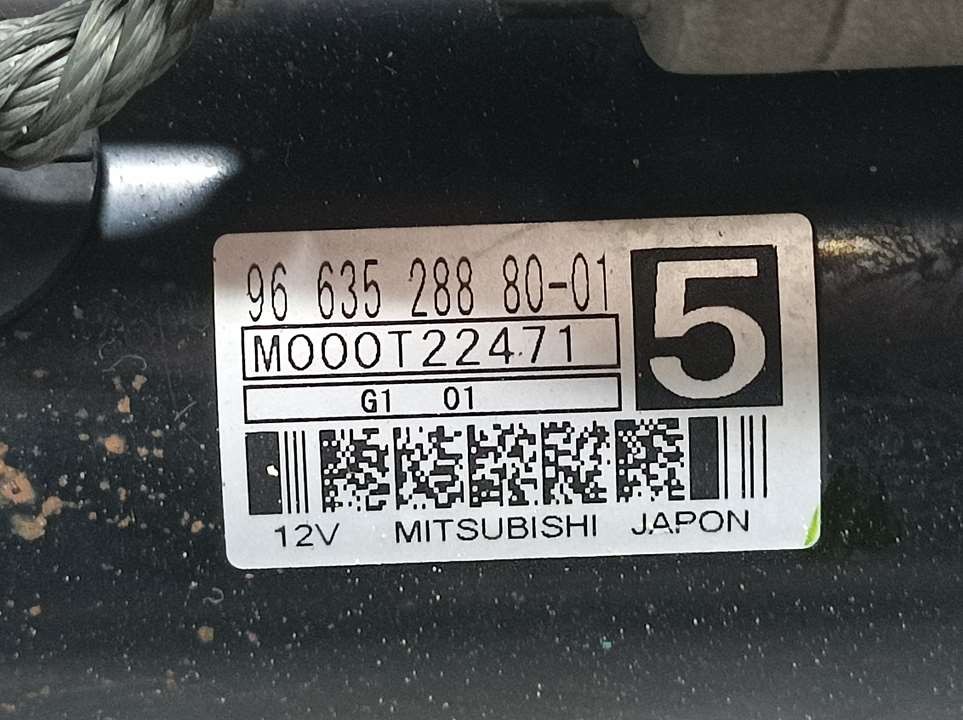 96 635 288 80-01
5
M000T22471
G1 01
12V MITSUBISHI JAPON